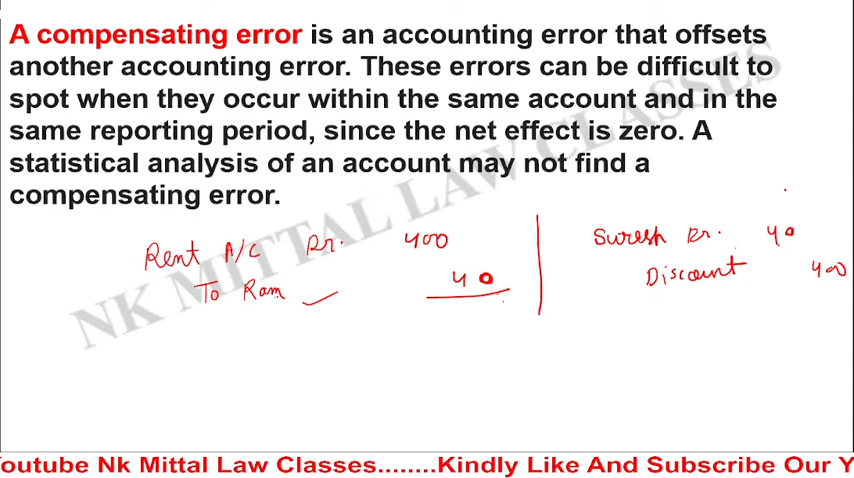 A compensating error is an accounting error that offsets
another accounting error. These errors can be difficult to
spot when they occur within the same account and in the
same reporting period, since the net effect is zero. A
statistical analysis of an account may not find a
compensating error.
NK MITTAL LAW CLASSES
Rent A/C Dr. 400
To Ram 40
Suresh Dr. 40
Discount 400
outube Nk Mittal Law Classes........Kindly Like And Subscribe Our Y